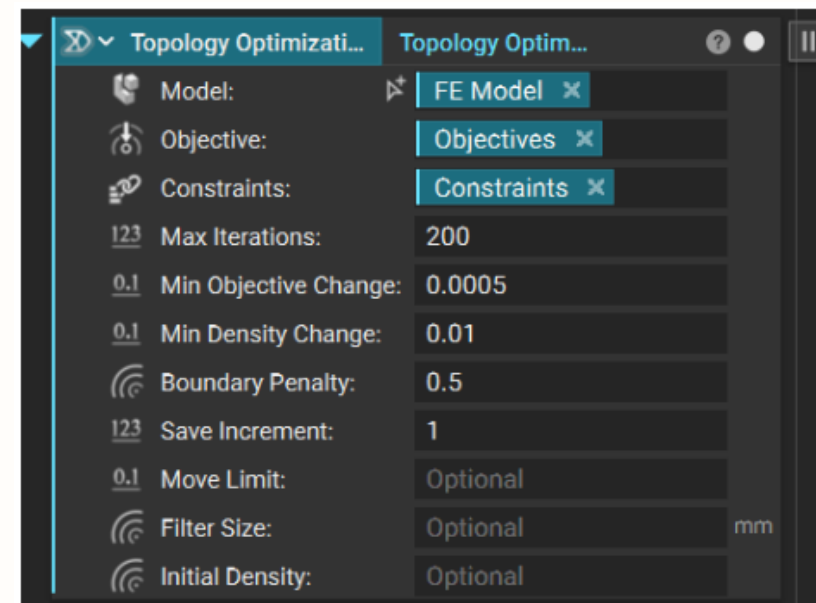 Topology Optimizati... Topology Optim... ?
Model: FE Model ×
Objective: Objectives ×
Constraints: Constraints ×
123 Max Iterations: 200
0.1 Min Objective Change: 0.0005
0.1 Min Density Change: 0.01
Boundary Penalty: 0.5
123 Save Increment: 1
0.1 Move Limit: Optional
Filter Size: Optional mm
Initial Density: Optional